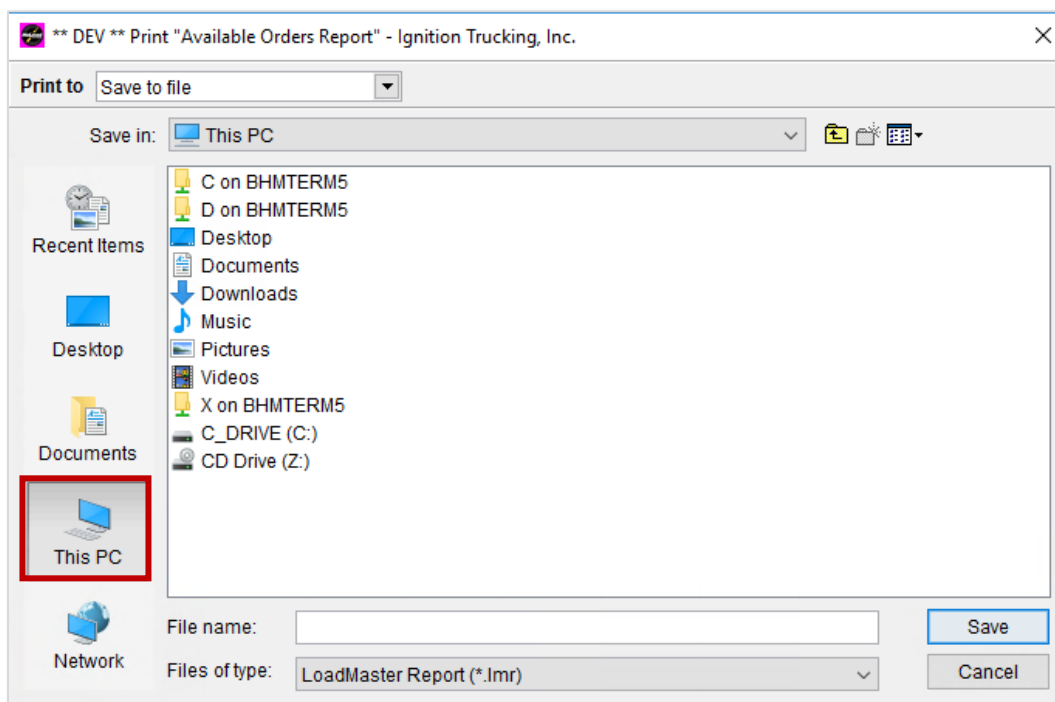 ** DEV ** Print "Available Orders Report" - Ignition Trucking, Inc.
Print to Save to file
Save in: This PC
C on BHMTERM5
D on BHMTERM5
Desktop
Documents
Downloads
Music
Pictures
Videos
X on BHMTERM5
C_DRIVE (C:)
CD Drive (Z:)
Recent Items
Desktop
Documents
This PC
Network
File name:
Save
Files of type: LoadMaster Report (*.lmr)
Cancel